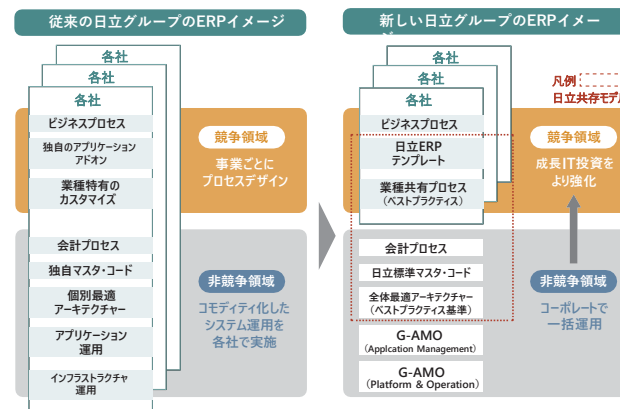 従来の日立グループのERPイメージ
各社
各社
各社
ビジネスプロセス
独自のアプリケーション
アドオン
業種特有の
カスタマイズ
会計プロセス
独自マスタ・コード
個別最適
アーキテクチャー
アプリケーション
運用
インフラストラクチャ
運用
競争領域
事業ごとに
プロセスデザイン
非競争領域
コモディティ化した
システム運用を
各社で実施
新しい日立グループのERPイメー
凡例
日立共存モデル
各社
各社
各社
ビジネスプロセス
日立ERP
テンプレート
業種共有プロセス
(ベストプラクティス)
会計プロセス
日立標準マスタ・コード
全体最適アーキテクチャー
(ベストプラクティス基準)
G-AMO
(Applcation Management)
G-AMO
(Platform & Operation)
競争領域
成長IT投資を
より強化
非競争領域
コーポレートで
一括運用